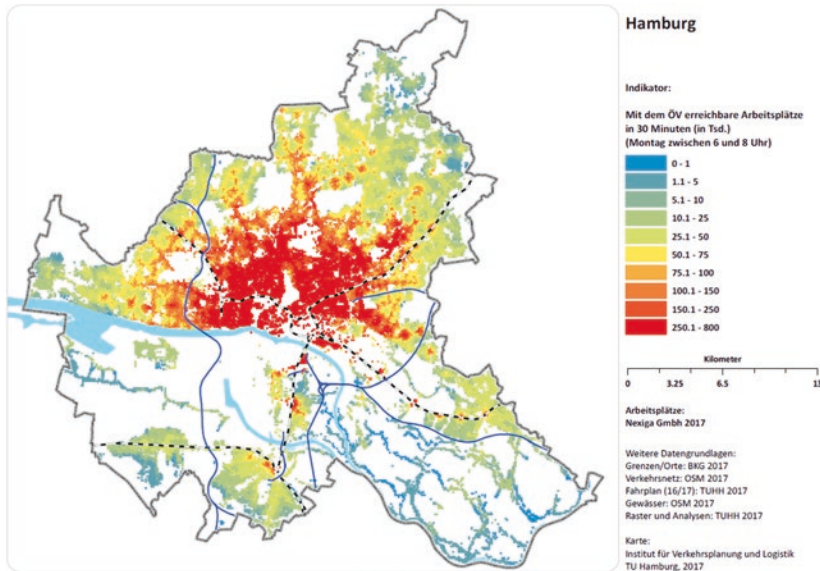 Hamburg
Indikator:
Mit dem ÖV erreichbare Arbeitsplätze
in 30 Minuten (in Tsd.)
(Montag zwischen 6 und 8 Uhr)
0 - 1
1.1 - 5
5.1 - 10
10.1 - 25
25.1 - 50
50.1 - 75
75.1 - 100
100.1 - 150
150.1 - 250
250.1 - 800
Kilometer
0 3.25 6.5 13
Arbeitsplätze:
Nexiga Gmbh 2017
Weitere Datengrundlagen:
Grenzen/Orte: BKG 2017
Verkehrsnetz: OSM 2017
Fahrplan (16/17): TUHH 2017
Gewässer: OSM 2017
Raster und Analysen: TUHH 2017
Karte:
Institut für Verkehrsplanung und Logistik
TU Hamburg, 2017